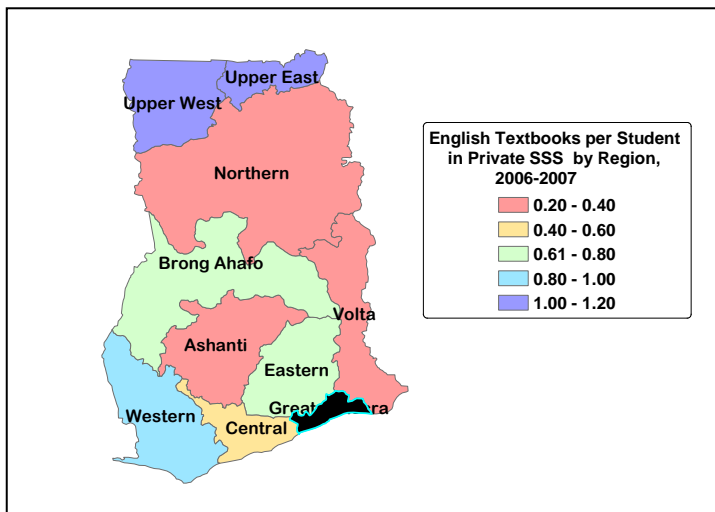 Upper East
Upper West
Northern
Brong Ahafo
Volta
Ashanti
Eastern
Western
Central
English Textbooks per Student
in Private SSS by Region,
2006-2007
0.20 - 0.40
0.40 - 0.60
0.61 - 0.80
0.80 - 1.00
1.00 - 1.20